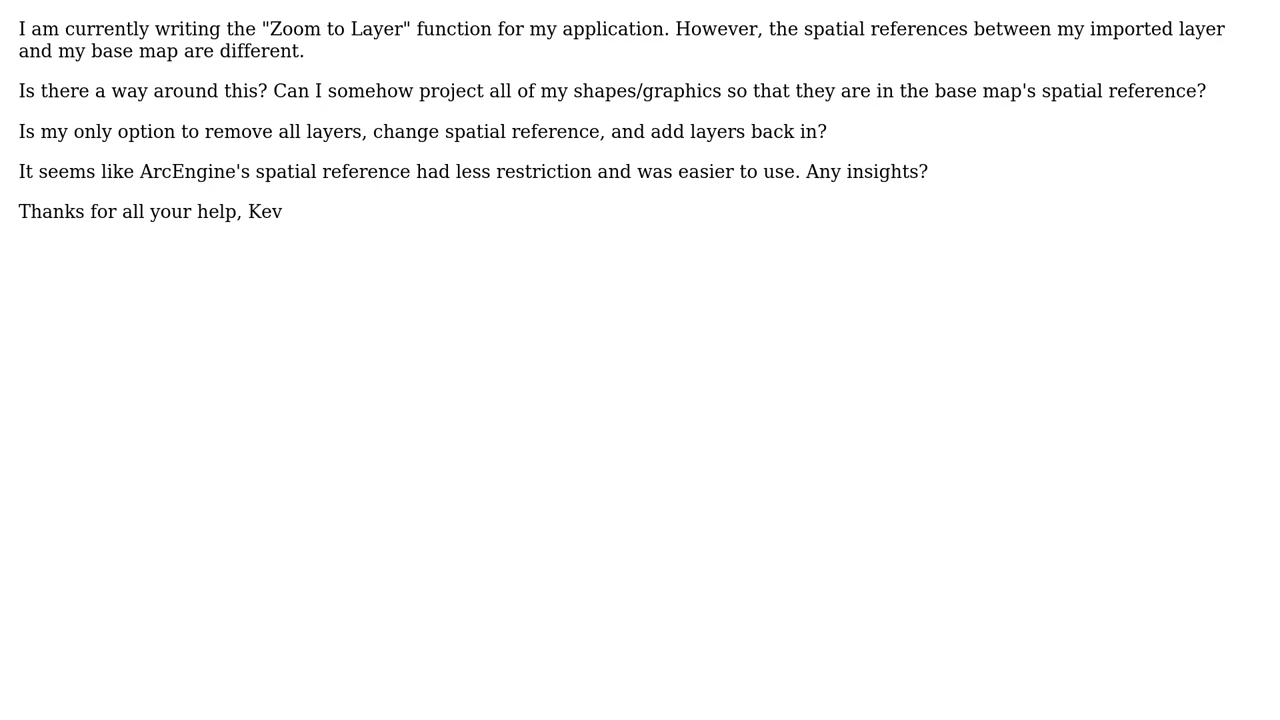 I am currently writing the "Zoom to Layer" function for my application. However, the spatial references between my imported layer
and my base map are different.
Is there a way around this? Can I somehow project all of my shapes/graphics so that they are in the base map's spatial reference?
Is my only option to remove all layers, change spatial reference, and add layers back in?
It seems like ArcEngine's spatial reference had less restriction and was easier to use. Any insights?
Thanks for all your help, Kev